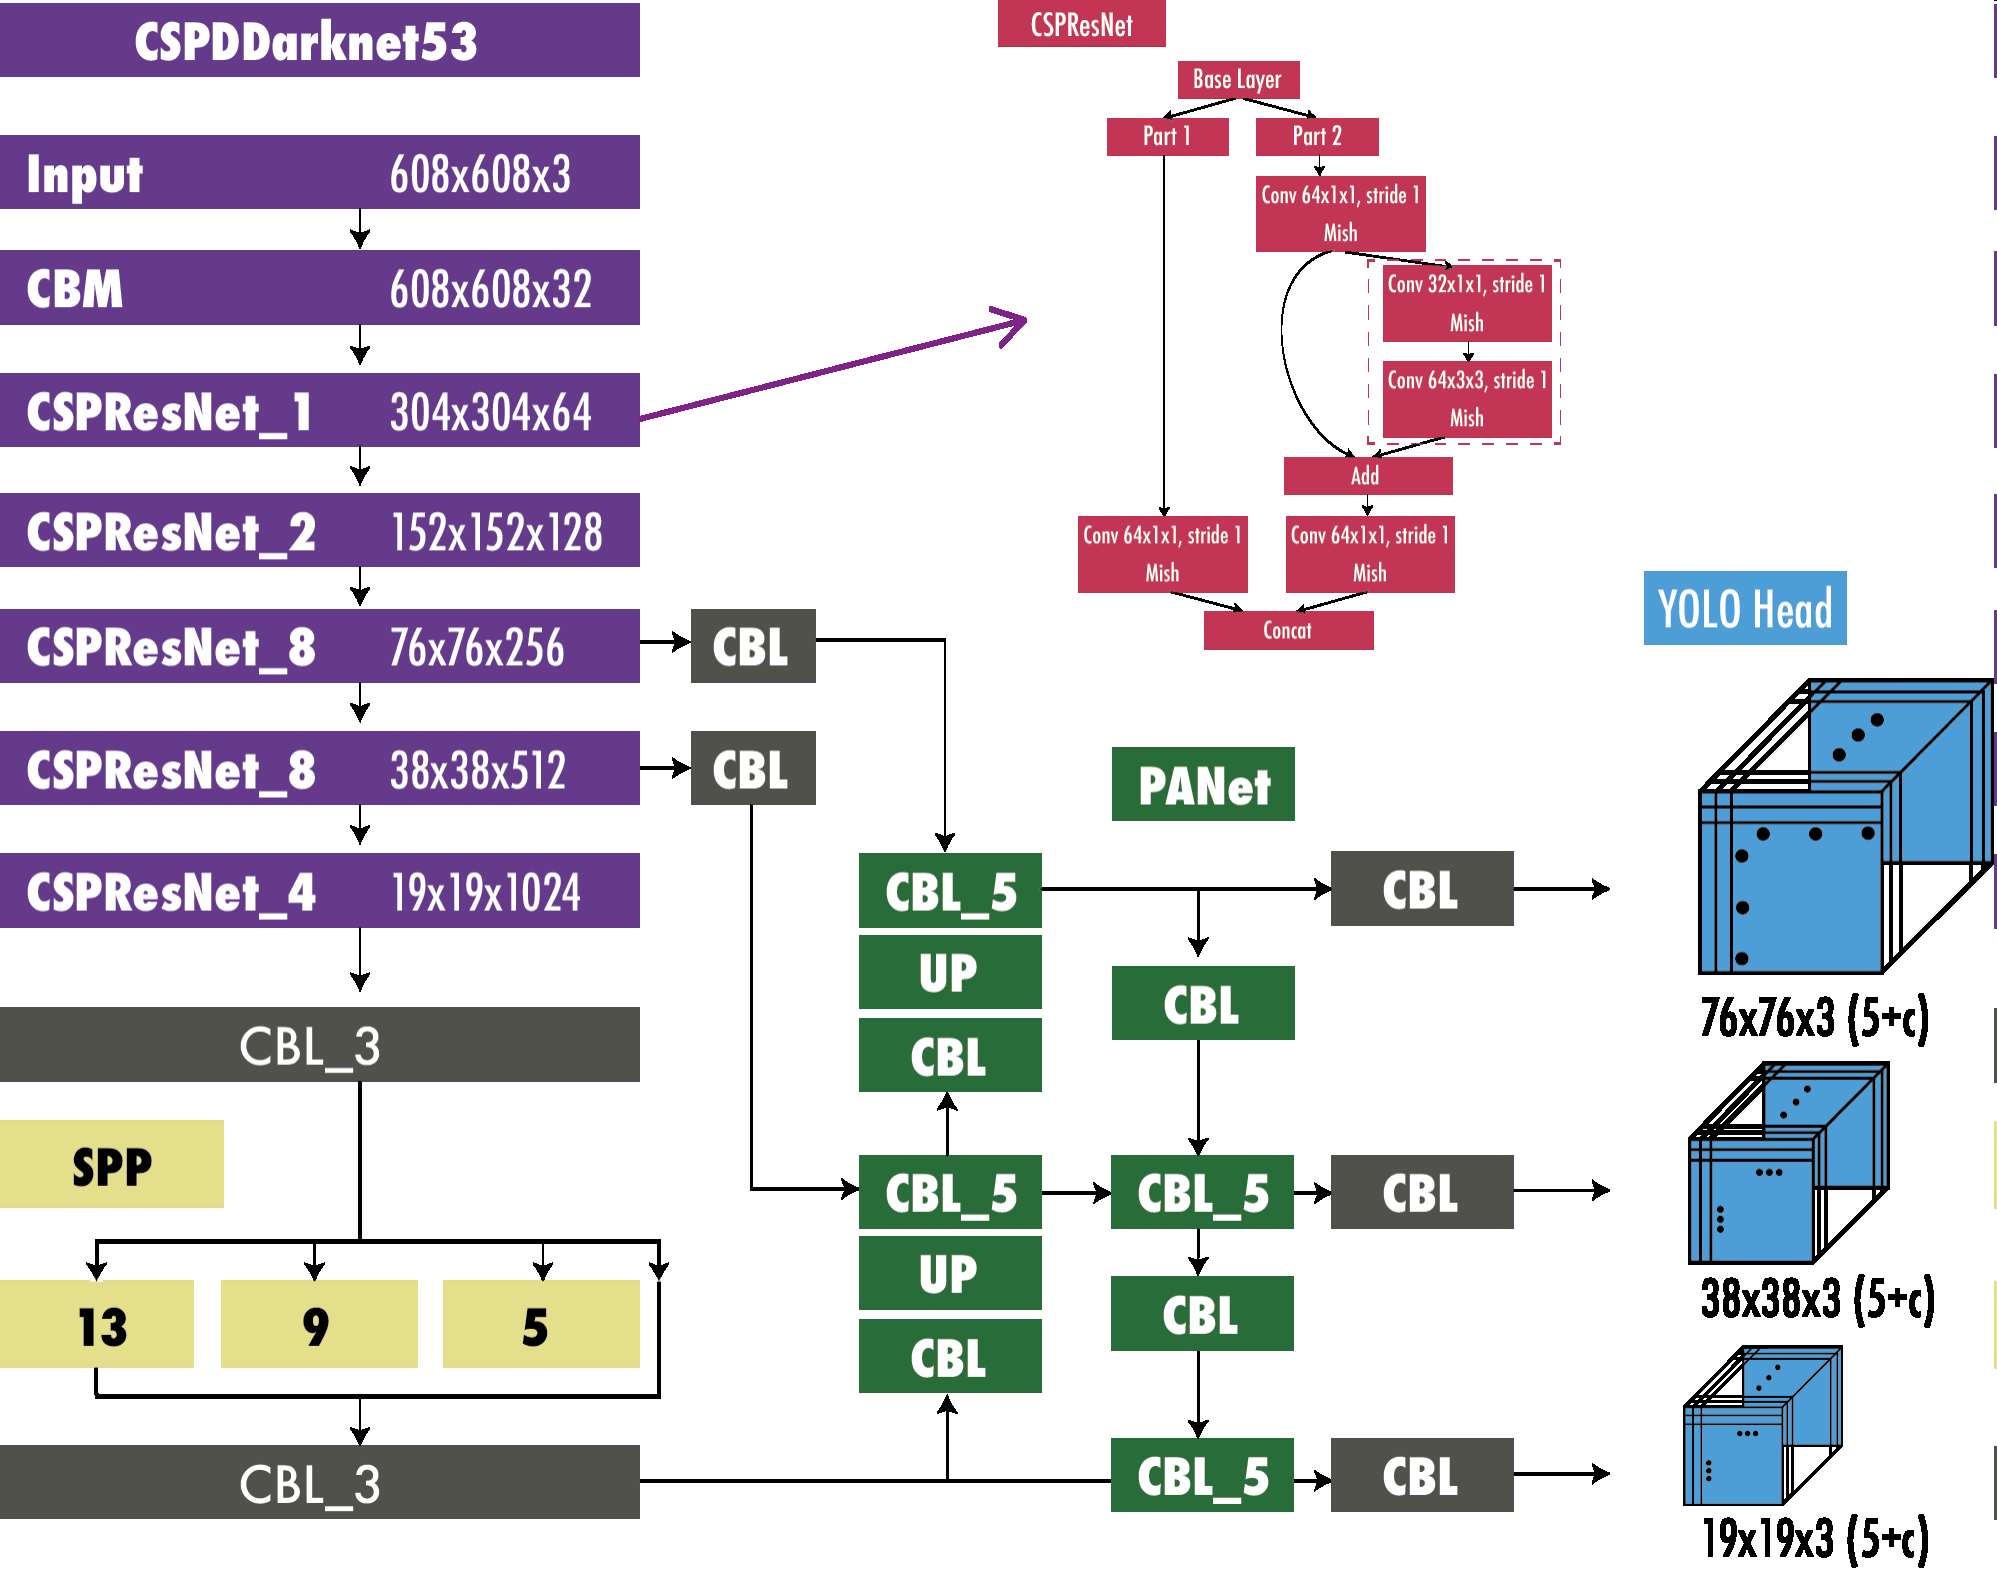 CSPDDarknet53
Input 608x608x3
CBM 608x608x32
CSPResNet_1 304x304x64
CSPResNet_2 152x152x128
CSPResNet_8 76x76x256
CSPResNet_8 38x38x512
CSPResNet_4 19x19x1024
CBL_3
SPP
13 9 5
CBL_3
CBL
CBL
CSPResNet
Base Layer
Part 1 Part 2
Conv 64x1x1, stride 1
Mish
Conv 32x1x1, stride 1
Mish
Conv 64x3x3, stride 1
Mish
Add
Conv 64x1x1, stride 1
Mish
Conv 64x1x1, stride 1
Mish
Concat
PANet
CBL_5
UP
CBL
CBL_5
UP
CBL
CBL
CBL_5
CBL
CBL_5
CBL
CBL
CBL
YOLO Head
76x76x3 (5+c)
38x38x3 (5+c)
19x19x3 (5+c)